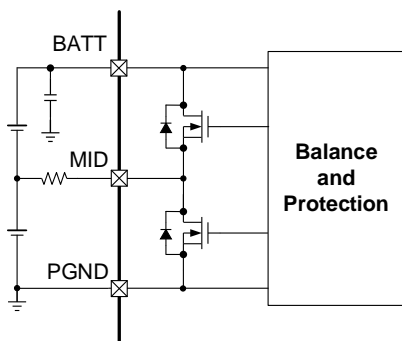 BATT
MID
PGND
Balance
and
Protection